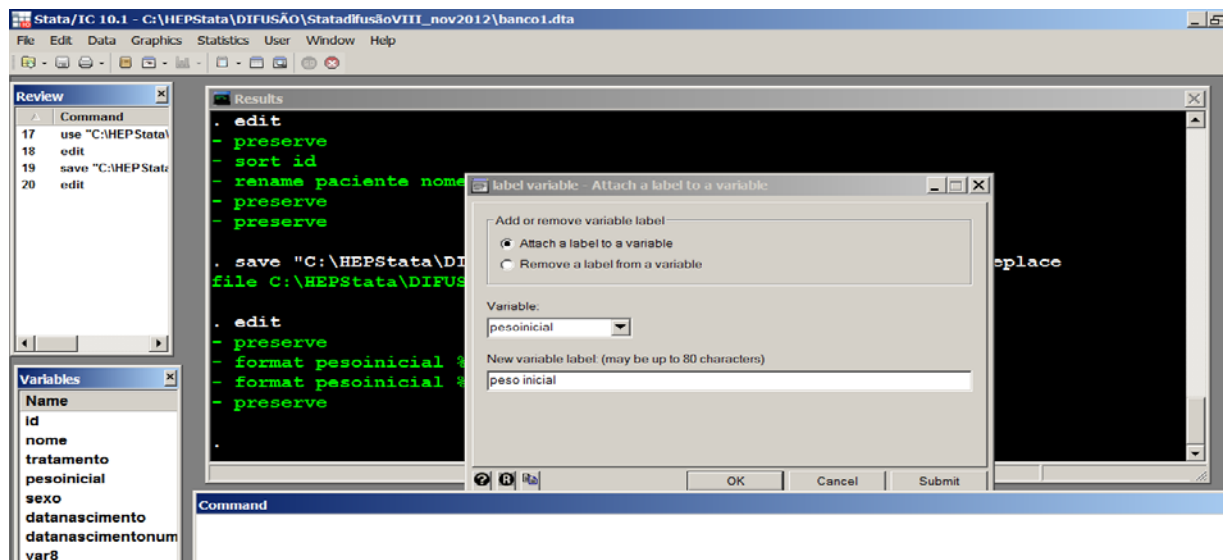 Stata/IC 10.1 - C:\HEPStata\DIFUSÃO\StatadifusãoVIII_nov2012\banco1.dta
File Edit Data Graphics Statistics User Window Help
Review
Command
17 use "C:\HEPStata\
18 edit
19 save "C:\HEPStata
20 edit
Variables
Name
id
nome
tratamento
pesoinicial
sexo
datanascimento
datanascimentonum
var8
Results
. edit
- preserve
- sort id
- rename paciente nome
- preserve
- preserve
. save "C:\HEPStata\DI eplace
file C:\HEPStata\DIFUS
. edit
- preserve
- format pesoinicial %
- format pesoinicial %
- preserve
.
label variable - Attach a label to a variable
Add or remove variable label
Attach a label to a variable
Remove a label from a variable
Variable:
pesoinicial
New variable label: (may be up to 80 characters)
peso inicial
OK Cancel Submit
Command